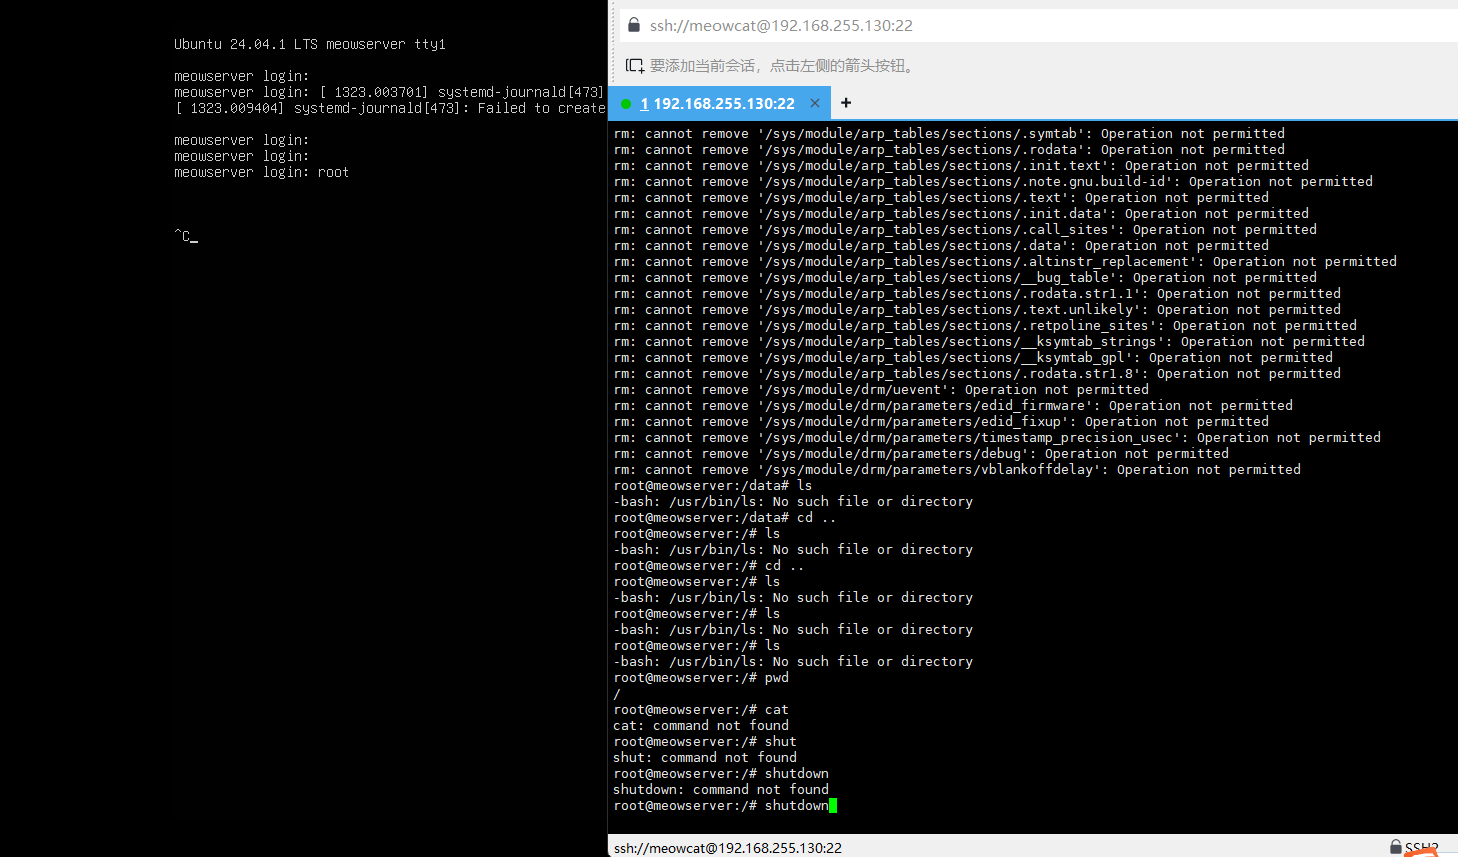 Ubuntu 24.04.1 LTS meowserver tty1
meowserver login:
meowserver login: [ 1323.003701] systemd-journald[473]
[ 1323.009404] systemd-journald[473]: Failed to create
meowserver login:
meowserver login:
meowserver login: root
^C_
ssh://meowcat@192.168.255.130:22
要添加当前会话，点击左侧的箭头按钮。
1 192.168.255.130:22 × +
rm: cannot remove '/sys/module/arp_tables/sections/.symtab': Operation not permitted
rm: cannot remove '/sys/module/arp_tables/sections/.rodata': Operation not permitted
rm: cannot remove '/sys/module/arp_tables/sections/.init.text': Operation not permitted
rm: cannot remove '/sys/module/arp_tables/sections/.note.gnu.build-id': Operation not permitted
rm: cannot remove '/sys/module/arp_tables/sections/.text': Operation not permitted
rm: cannot remove '/sys/module/arp_tables/sections/.init.data': Operation not permitted
rm: cannot remove '/sys/module/arp_tables/sections/.call_sites': Operation not permitted
rm: cannot remove '/sys/module/arp_tables/sections/.data': Operation not permitted
rm: cannot remove '/sys/module/arp_tables/sections/.altinstr_replacement': Operation not permitted
rm: cannot remove '/sys/module/arp_tables/sections/__bug_table': Operation not permitted
rm: cannot remove '/sys/module/arp_tables/sections/.rodata.str1.1': Operation not permitted
rm: cannot remove '/sys/module/arp_tables/sections/.text.unlikely': Operation not permitted
rm: cannot remove '/sys/module/arp_tables/sections/.retpoline_sites': Operation not permitted
rm: cannot remove '/sys/module/arp_tables/sections/__ksymtab_strings': Operation not permitted
rm: cannot remove '/sys/module/arp_tables/sections/__ksymtab_gpl': Operation not permitted
rm: cannot remove '/sys/module/arp_tables/sections/.rodata.str1.8': Operation not permitted
rm: cannot remove '/sys/module/drm/uevent': Operation not permitted
rm: cannot remove '/sys/module/drm/parameters/edid_firmware': Operation not permitted
rm: cannot remove '/sys/module/drm/parameters/edid_fixup': Operation not permitted
rm: cannot remove '/sys/module/drm/parameters/timestamp_precision_usec': Operation not permitted
rm: cannot remove '/sys/module/drm/parameters/debug': Operation not permitted
rm: cannot remove '/sys/module/drm/parameters/vblankoffdelay': Operation not permitted
root@meowserver:/data# ls
-bash: /usr/bin/ls: No such file or directory
root@meowserver:/data# cd ..
root@meowserver:/# ls
-bash: /usr/bin/ls: No such file or directory
root@meowserver:/# cd ..
root@meowserver:/# ls
-bash: /usr/bin/ls: No such file or directory
root@meowserver:/# ls
-bash: /usr/bin/ls: No such file or directory
root@meowserver:/# ls
-bash: /usr/bin/ls: No such file or directory
root@meowserver:/# pwd
/
root@meowserver:/# cat
cat: command not found
root@meowserver:/# shut
shut: command not found
root@meowserver:/# shutdown
shutdown: command not found
root@meowserver:/# shutdown
ssh://meowcat@192.168.255.130:22
SSH2